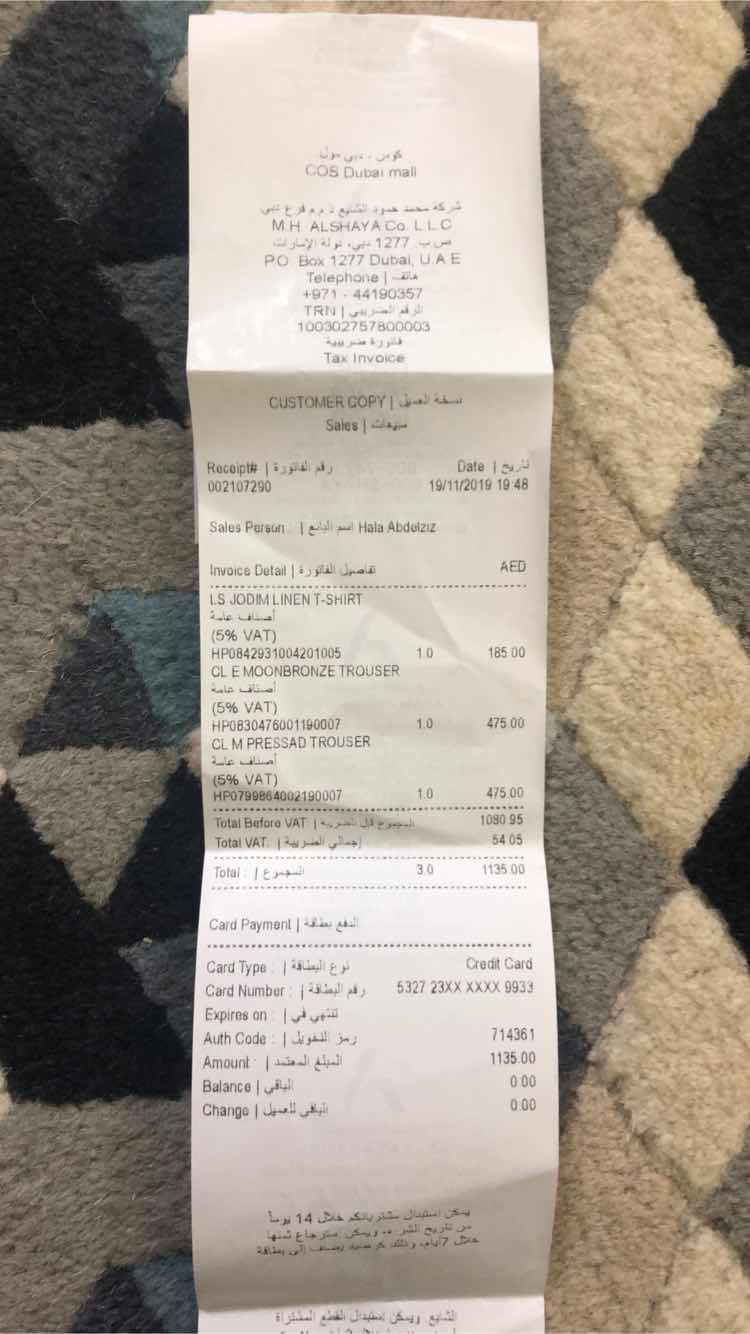 كوس - دبي مول
COS Dubai mall
شركة محمد حمود الشايع ذ م م فرع دبي
M.H. ALSHAYA Co. L.L.C
ص ب. 1277 دبي، دولة الإمارات
P.O. Box 1277 Dubai, U.A.E
Telephone | هاتف
+971 - 44190357
TRN | الرقم الضريبي
100302757800003
فاتورة ضريبية
Tax Invoice
CUSTOMER COPY | نسخة العميل
Sales | مبيعات
Receipt# | رقم الفاتورة Date | تاريخ
002107290 19/11/2019 19:48
Sales Person : | اسم البائع Hala Abdelziz
Invoice Detail | تفاصيل الفاتورة AED
LS JODIM LINEN T-SHIRT
أصناف عامة
(5% VAT)
HP0842931004201005 1.0 185.00
CL E MOONBRONZE TROUSER
أصناف عامة
(5% VAT)
HP0830476001190007 1.0 475.00
CL M PRESSAD TROUSER
أصناف عامة
(5% VAT)
HP0799864002190007 1.0 475.00
Total Before VAT | المجموع قبل الضريبة 1080.95
Total VAT: | إجمالي الضريبة 54.05
Total : | المجموع 3.0 1135.00
Card Payment | الدفع بطاقة
Card Type : | نوع البطاقة Credit Card
Card Number : | رقم البطاقة 5327 23XX XXXX 9933
Expires on : | تنتهي في
Auth Code : | رمز التخويل 714361
Amount : | المبلغ المعتمد 1135.00
Balance | الباقي 0.00
Change | الباقي للعميل 0.00
يمكن استبدال مشترياتكم خلال 14 يوماً
من تاريخ الشراء، ويمكن استرجاع ثمنها
خلال 7أيام وذلك كرصيد يضاف إلى بطاقة
الشايع ويمكن إستبدال القطع المشتراة